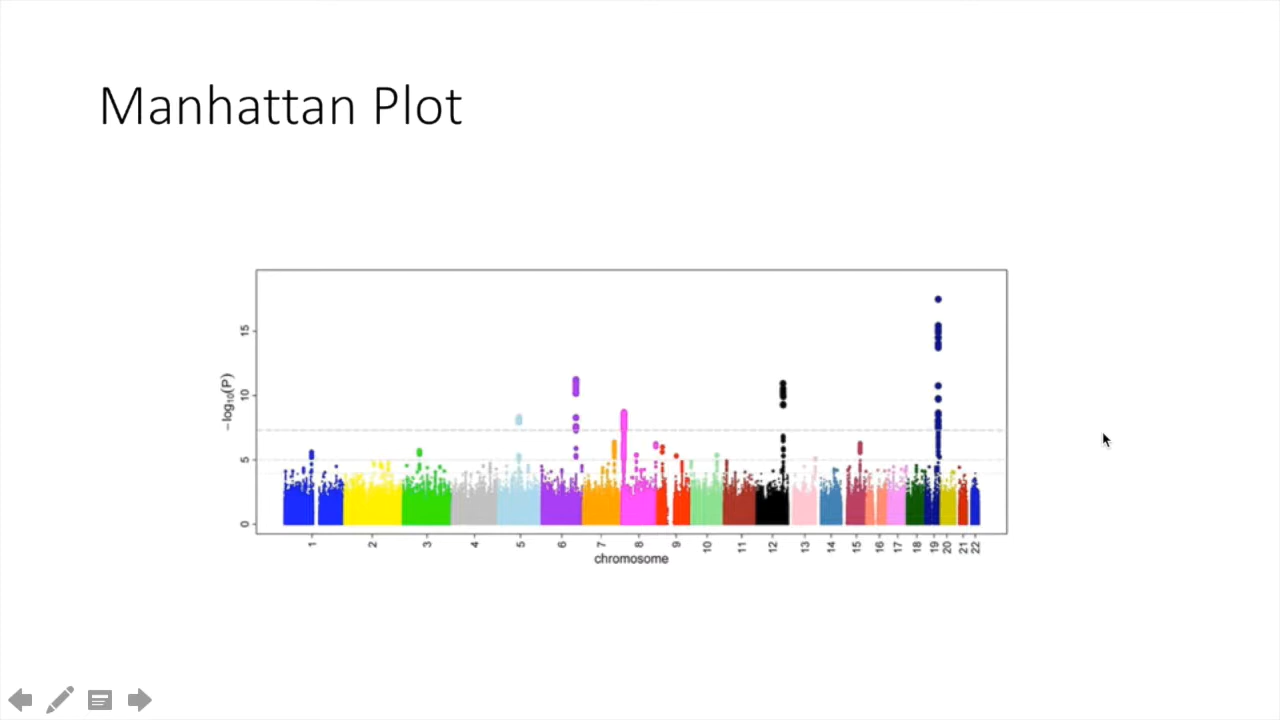 Manhattan Plot
15
10
5
0
−log₁₀(P)
1 2 3 4 5 6 7 8 9 10 11 12 13 14 15 16 17 18 19 20 21 22
chromosome